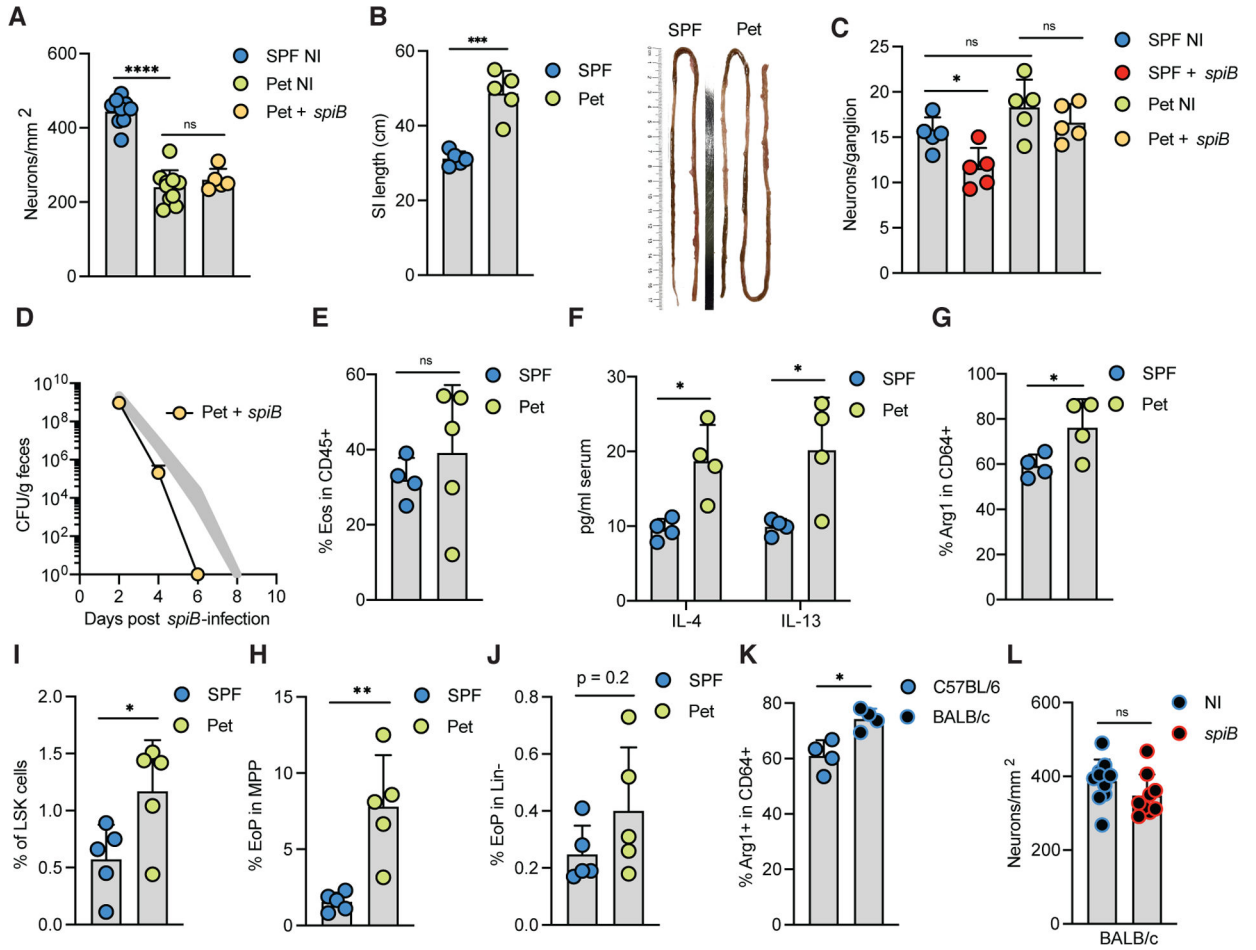 A
600
400
200
0
Neurons/mm 2
****
ns
SPF NI
Pet NI
Pet + spiB
B
60
40
20
0
SI length (cm)
***
SPF
Pet
SPF Pet
C
25
20
15
10
5
0
Neurons/ganglion
ns
ns
*
SPF NI
SPF + spiB
Pet NI
Pet + spiB
D
10^10
10^8
10^6
10^4
10^2
10^0
CFU/g feces
Pet + spiB
0 2 4 6 8 10
Days post spiB-infection
E
60
40
20
0
% Eos in CD45+
ns
SPF
Pet
F
30
20
10
0
pg/ml serum
*
*
SPF
Pet
IL-4 IL-13
G
100
80
60
40
20
0
% Arg1 in CD64+
*
SPF
Pet
I
2.0
1.5
1.0
0.5
0.0
% of LSK cells
*
SPF
Pet
H
15
10
5
0
% EoP in MPP
**
SPF
Pet
J
1.0
0.8
0.6
0.4
0.2
0.0
% EoP in Lin-
p = 0.2
SPF
Pet
K
80
60
40
20
0
% Arg1+ in CD64+
*
C57BL/6
BALB/c
L
600
400
200
0
Neurons/mm 2
ns
NI
spiB
BALB/c